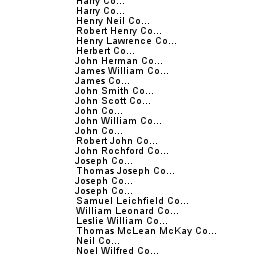 Harry Co...
Harry Co...
Henry Neil Co...
Robert Henry Co...
Henry Lawrence Co...
Herbert Co...
John Herman Co...
James William Co...
James Co...
John Smith Co...
John Scott Co...
John Co...
John William Co...
John Co...
Robert John Co...
John Rochford Co...
Joseph Co...
Thomas Joseph Co...
Joseph Co...
Joseph Co...
Samuel Leichfield Co...
William Leonard Co...
Leslie William Co...
Thomas McLean McKay Co...
Neil Co...
Noel Wilfred Co...